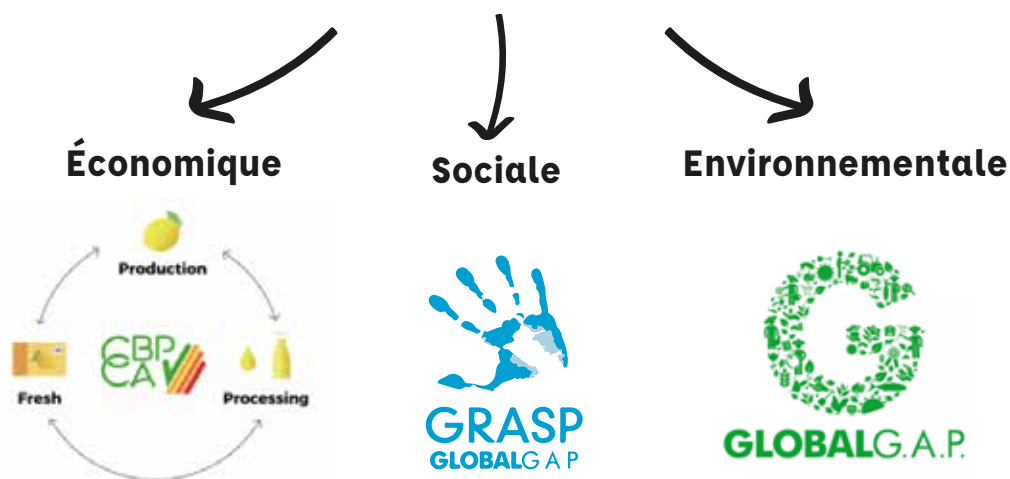 Économique
Sociale
Environnementale
Production
CBP
CA
Fresh
Processing
GRASP
GLOBALG A P
GLOBALG.A.P.